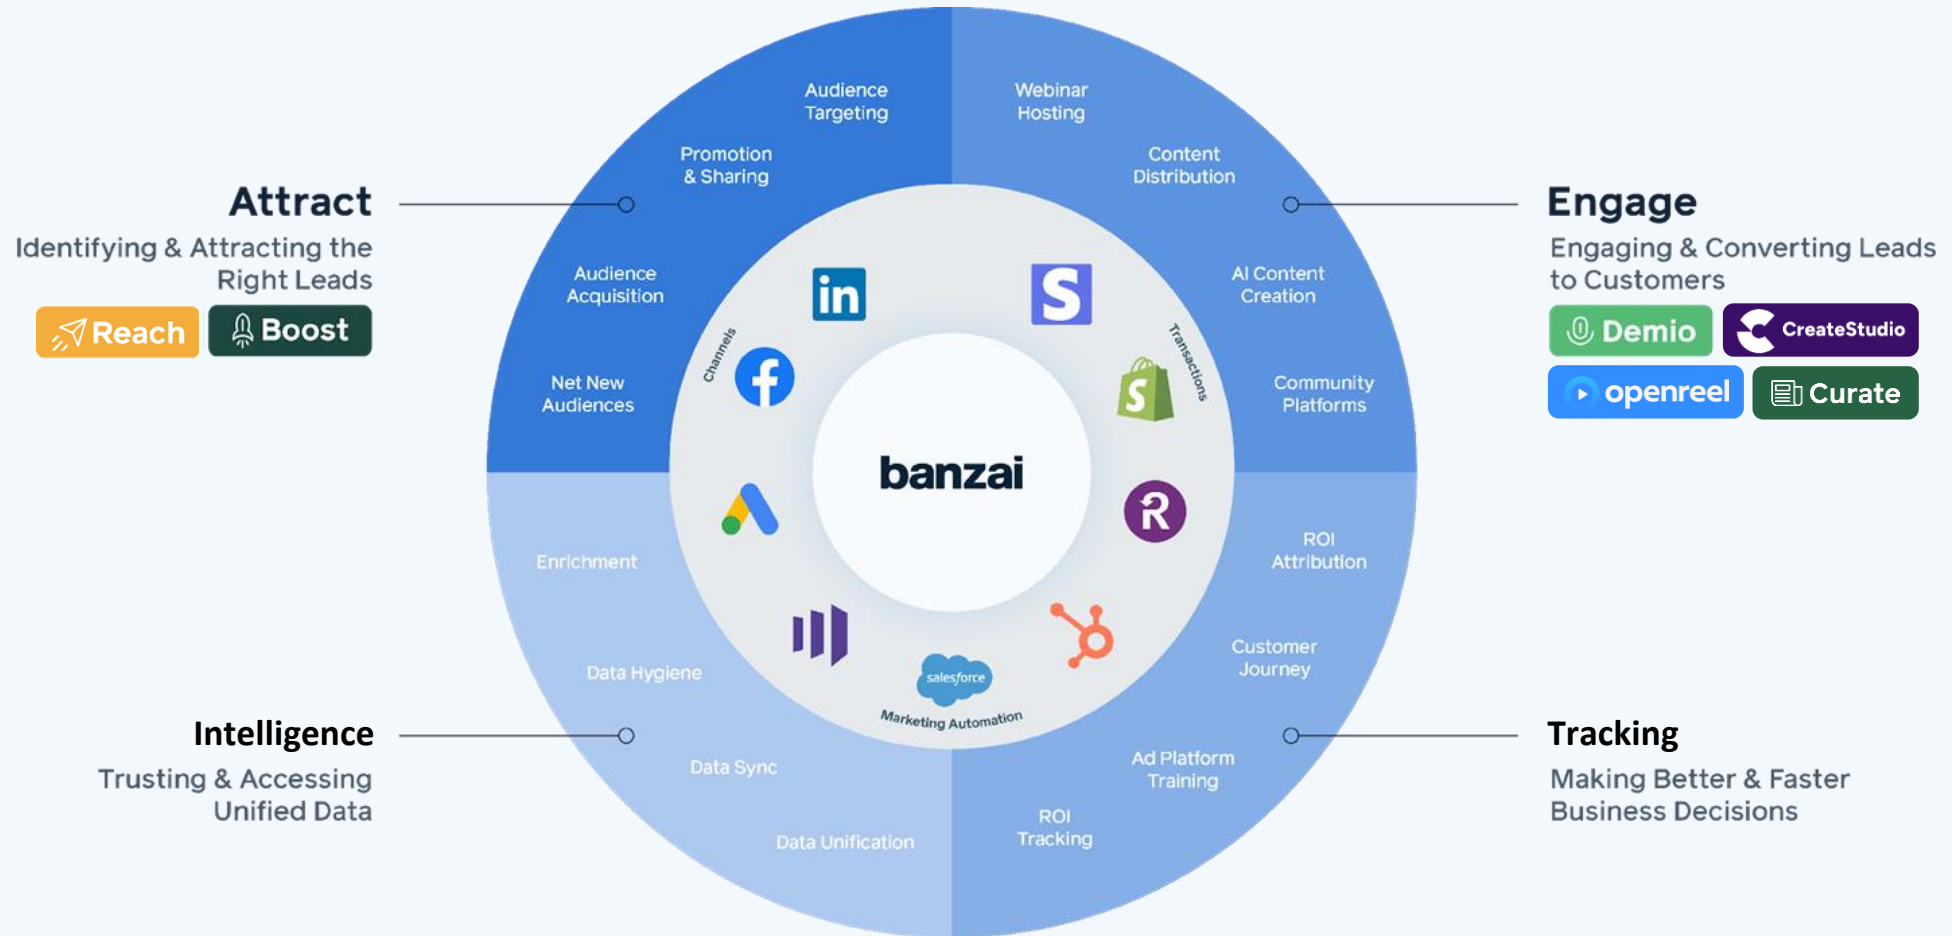 Attract
Identifying & Attracting the
Right Leads
Reach
Boost
Audience
Targeting
Promotion
& Sharing
Audience
Acquisition
Net New
Audiences
Webinar
Hosting
Content
Distribution
AI Content
Creation
Community
Platforms
Engage
Engaging & Converting Leads
to Customers
Demio
CreateStudio
openreel
Curate
Channels
in
Transactions
banzai
salesforce
Marketing Automation
Enrichment
Data Hygiene
Data Sync
Data Unification
Intelligence
Trusting & Accessing
Unified Data
ROI
Attribution
Customer
Journey
Ad Platform
Training
ROI
Tracking
Tracking
Making Better & Faster
Business Decisions